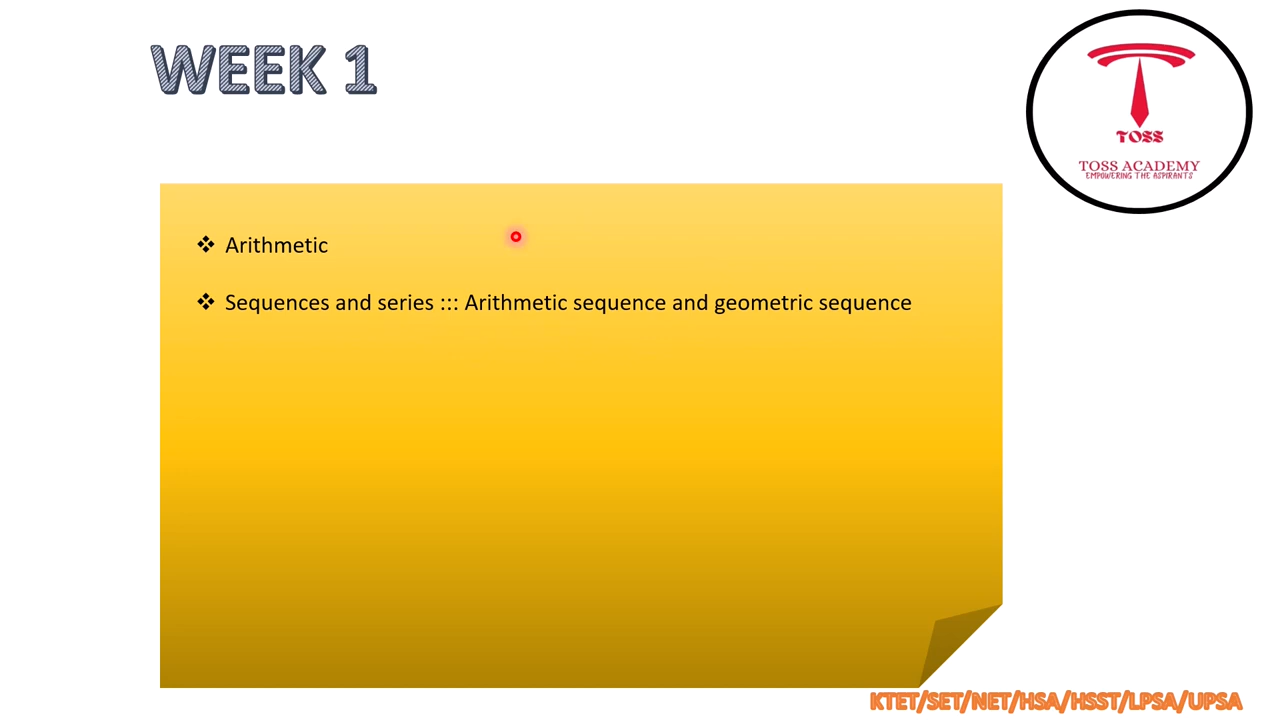 WEEK 1
TOSS
TOSS ACADEMY
EMPOWERING THE ASPIRANTS
❖ Arithmetic
❖ Sequences and series ::: Arithmetic sequence and geometric sequence
KTET/SET/NET/HSA/HSST/LPSA/UPSA